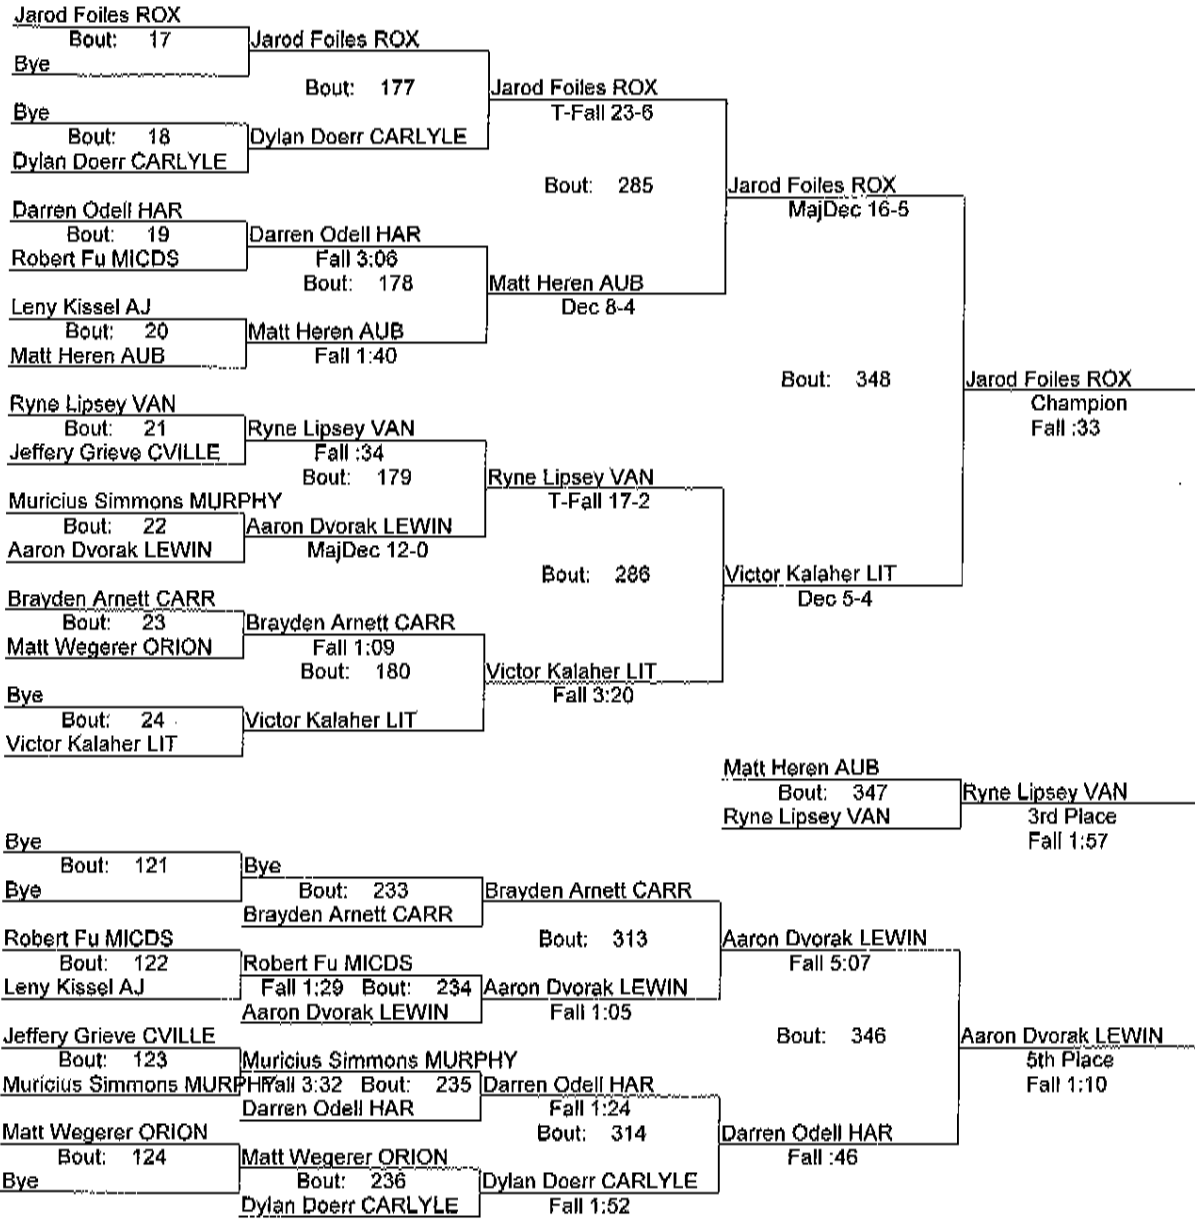 Jarod Foiles ROX
Bout: 17
Bye
Jarod Foiles ROX
Bout: 177
Bye
Bout: 18
Dylan Doerr CARLYLE
Dylan Doerr CARLYLE
Jarod Foiles ROX
T-Fall 23-6
Bout: 285
Darren Odell HAR
Bout: 19
Robert Fu MICDS
Darren Odell HAR
Fall 3:06
Bout: 178
Leny Kissel AJ
Bout: 20
Matt Heren AUB
Matt Heren AUB
Fall 1:40
Matt Heren AUB
Dec 8-4
Jarod Foiles ROX
MajDec 16-5
Bout: 348
Ryne Lipsey VAN
Bout: 21
Jeffery Grieve CVILLE
Ryne Lipsey VAN
Fall :34
Bout: 179
Muricius Simmons MURPHY
Bout: 22
Aaron Dvorak LEWIN
Aaron Dvorak LEWIN
MajDec 12-0
Ryne Lipsey VAN
T-Fall 17-2
Bout: 286
Brayden Arnett CARR
Bout: 23
Matt Wegerer ORION
Brayden Arnett CARR
Fall 1:09
Bout: 180
Bye
Bout: 24
Victor Kalaher LIT
Victor Kalaher LIT
Victor Kalaher LIT
Fall 3:20
Victor Kalaher LIT
Dec 5-4
Jarod Foiles ROX
Champion
Fall :33
Matt Heren AUB
Bout: 347
Ryne Lipsey VAN
Ryne Lipsey VAN
3rd Place
Fall 1:57
Bye
Bout: 121
Bye
Bye
Bout: 233
Brayden Arnett CARR
Brayden Arnett CARR
Bout: 313
Robert Fu MICDS
Bout: 122
Leny Kissel AJ
Robert Fu MICDS
Fall 1:29 Bout: 234
Aaron Dvorak LEWIN
Aaron Dvorak LEWIN
Fall 1:05
Aaron Dvorak LEWIN
Fall 5:07
Bout: 346
Jeffery Grieve CVILLE
Bout: 123
Muricius Simmons MURPHY
Muricius Simmons MURPHY
Fall 3:32 Bout: 235
Darren Odell HAR
Darren Odell HAR
Fall 1:24
Bout: 314
Matt Wegerer ORION
Bout: 124
Bye
Matt Wegerer ORION
Bout: 236
Dylan Doerr CARLYLE
Dylan Doerr CARLYLE
Fall 1:52
Darren Odell HAR
Fall :46
Aaron Dvorak LEWIN
5th Place
Fall 1:10